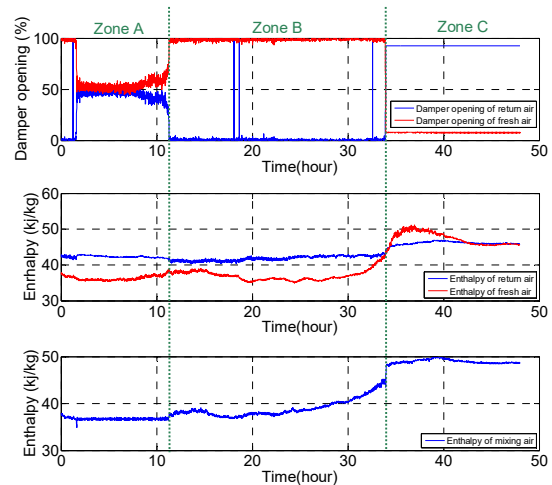 Zone A Zone B Zone C
Damper opening (%)
100
50
0
0 10 20 30 40 50
Time(hour)
Damper opening of return air
Damper opening of fresh air
Enrhalpy (kj/kg)
60
50
40
30
0 10 20 30 40 50
Time(hour)
Enthalpy of return air
Enthalpy of fresh air
Enthalpy (kj/kg)
50
40
30
0 10 20 30 40 50
Time(hour)
Enthalpy of mixing air